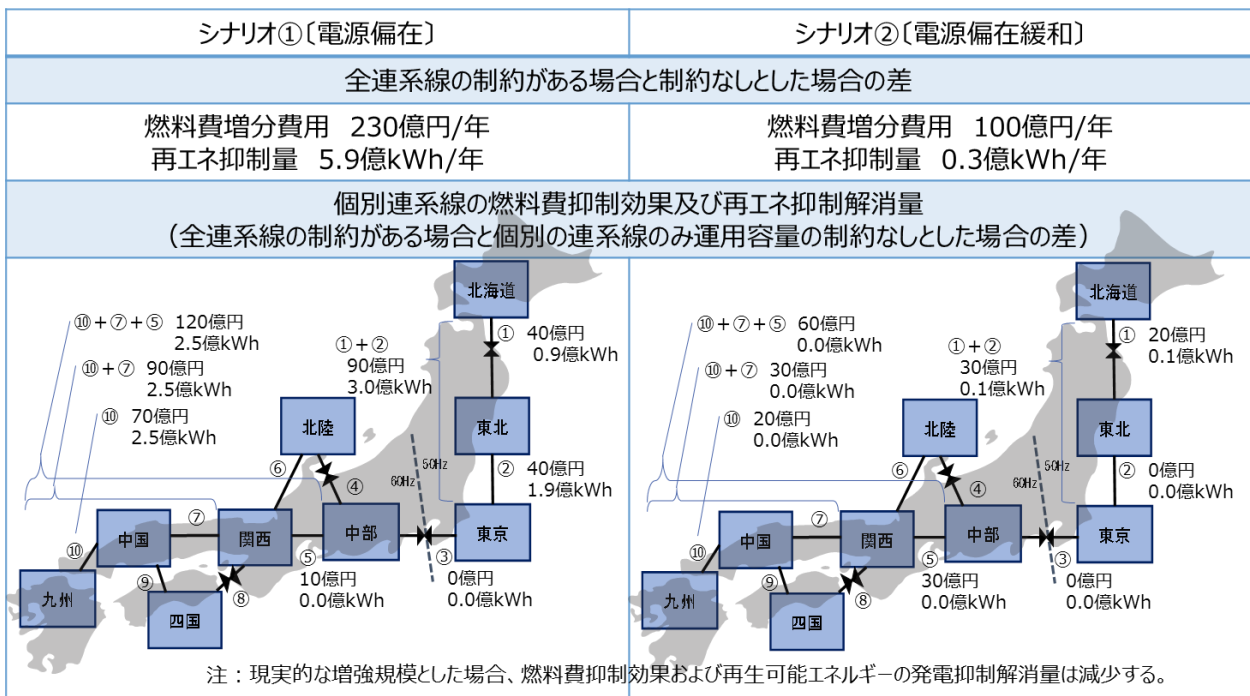 シナリオ①〔電源偏在〕
シナリオ②〔電源偏在緩和〕
全連系線の制約がある場合と制約なしとした場合の差
燃料費増分費用 230億円/年
再エネ抑制量 5.9億kWh/年
燃料費増分費用 100億円/年
再エネ抑制量 0.3億kWh/年
個別連系線の燃料費抑制効果及び再エネ抑制解消量
（全連系線の制約がある場合と個別の連系線のみ運用容量の制約なしとした場合の差）
北海道
⑩＋⑦＋⑤ 120億円
2.5億kWh
①＋②
90億円
3.0億kWh
①
40億円
0.9億kWh
⑩＋⑦ 90億円
2.5億kWh
⑩ 70億円
2.5億kWh
北陸
東北
⑥
④
50Hz
60Hz
②
40億円
1.9億kWh
⑦
中国
関西
中部
東京
⑩
⑤
③
九州
⑨
四国
⑧
10億円
0.0億kWh
0億円
0.0億kWh
北海道
⑩＋⑦＋⑤ 60億円
0.0億kWh
①＋②
30億円
0.1億kWh
①
20億円
0.1億kWh
⑩＋⑦ 30億円
0.0億kWh
⑩ 20億円
0.0億kWh
北陸
東北
⑥
④
50Hz
60Hz
②
0億円
0.0億kWh
⑦
中国
関西
中部
東京
⑩
⑤
③
九州
⑨
四国
⑧
30億円
0.0億kWh
0億円
0.0億kWh
注：現実的な増強規模とした場合、燃料費抑制効果および再生可能エネルギーの発電抑制解消量は減少する。